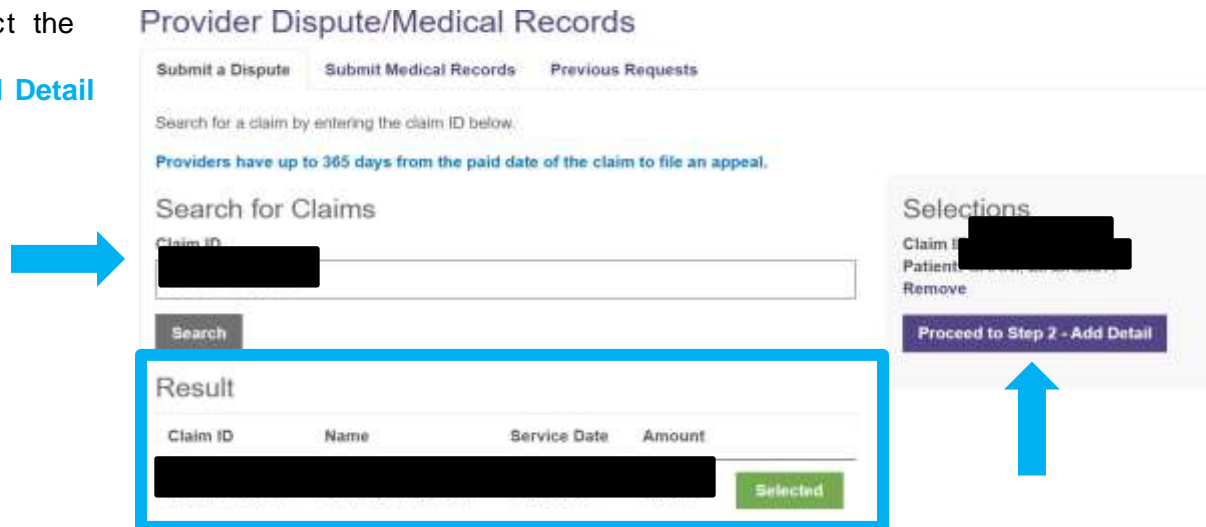 ct the
Detail
Provider Dispute/Medical Records
Submit a Dispute Submit Medical Records Previous Requests
Search for a claim by entering the claim ID below.
Providers have up to 365 days from the paid date of the claim to file an appeal.
Search for Claims
Claim ID
Search
Selections
Claim
Patient
Remove
Proceed to Step 2 - Add Detail
Result
Claim ID Name Service Date Amount
Selected